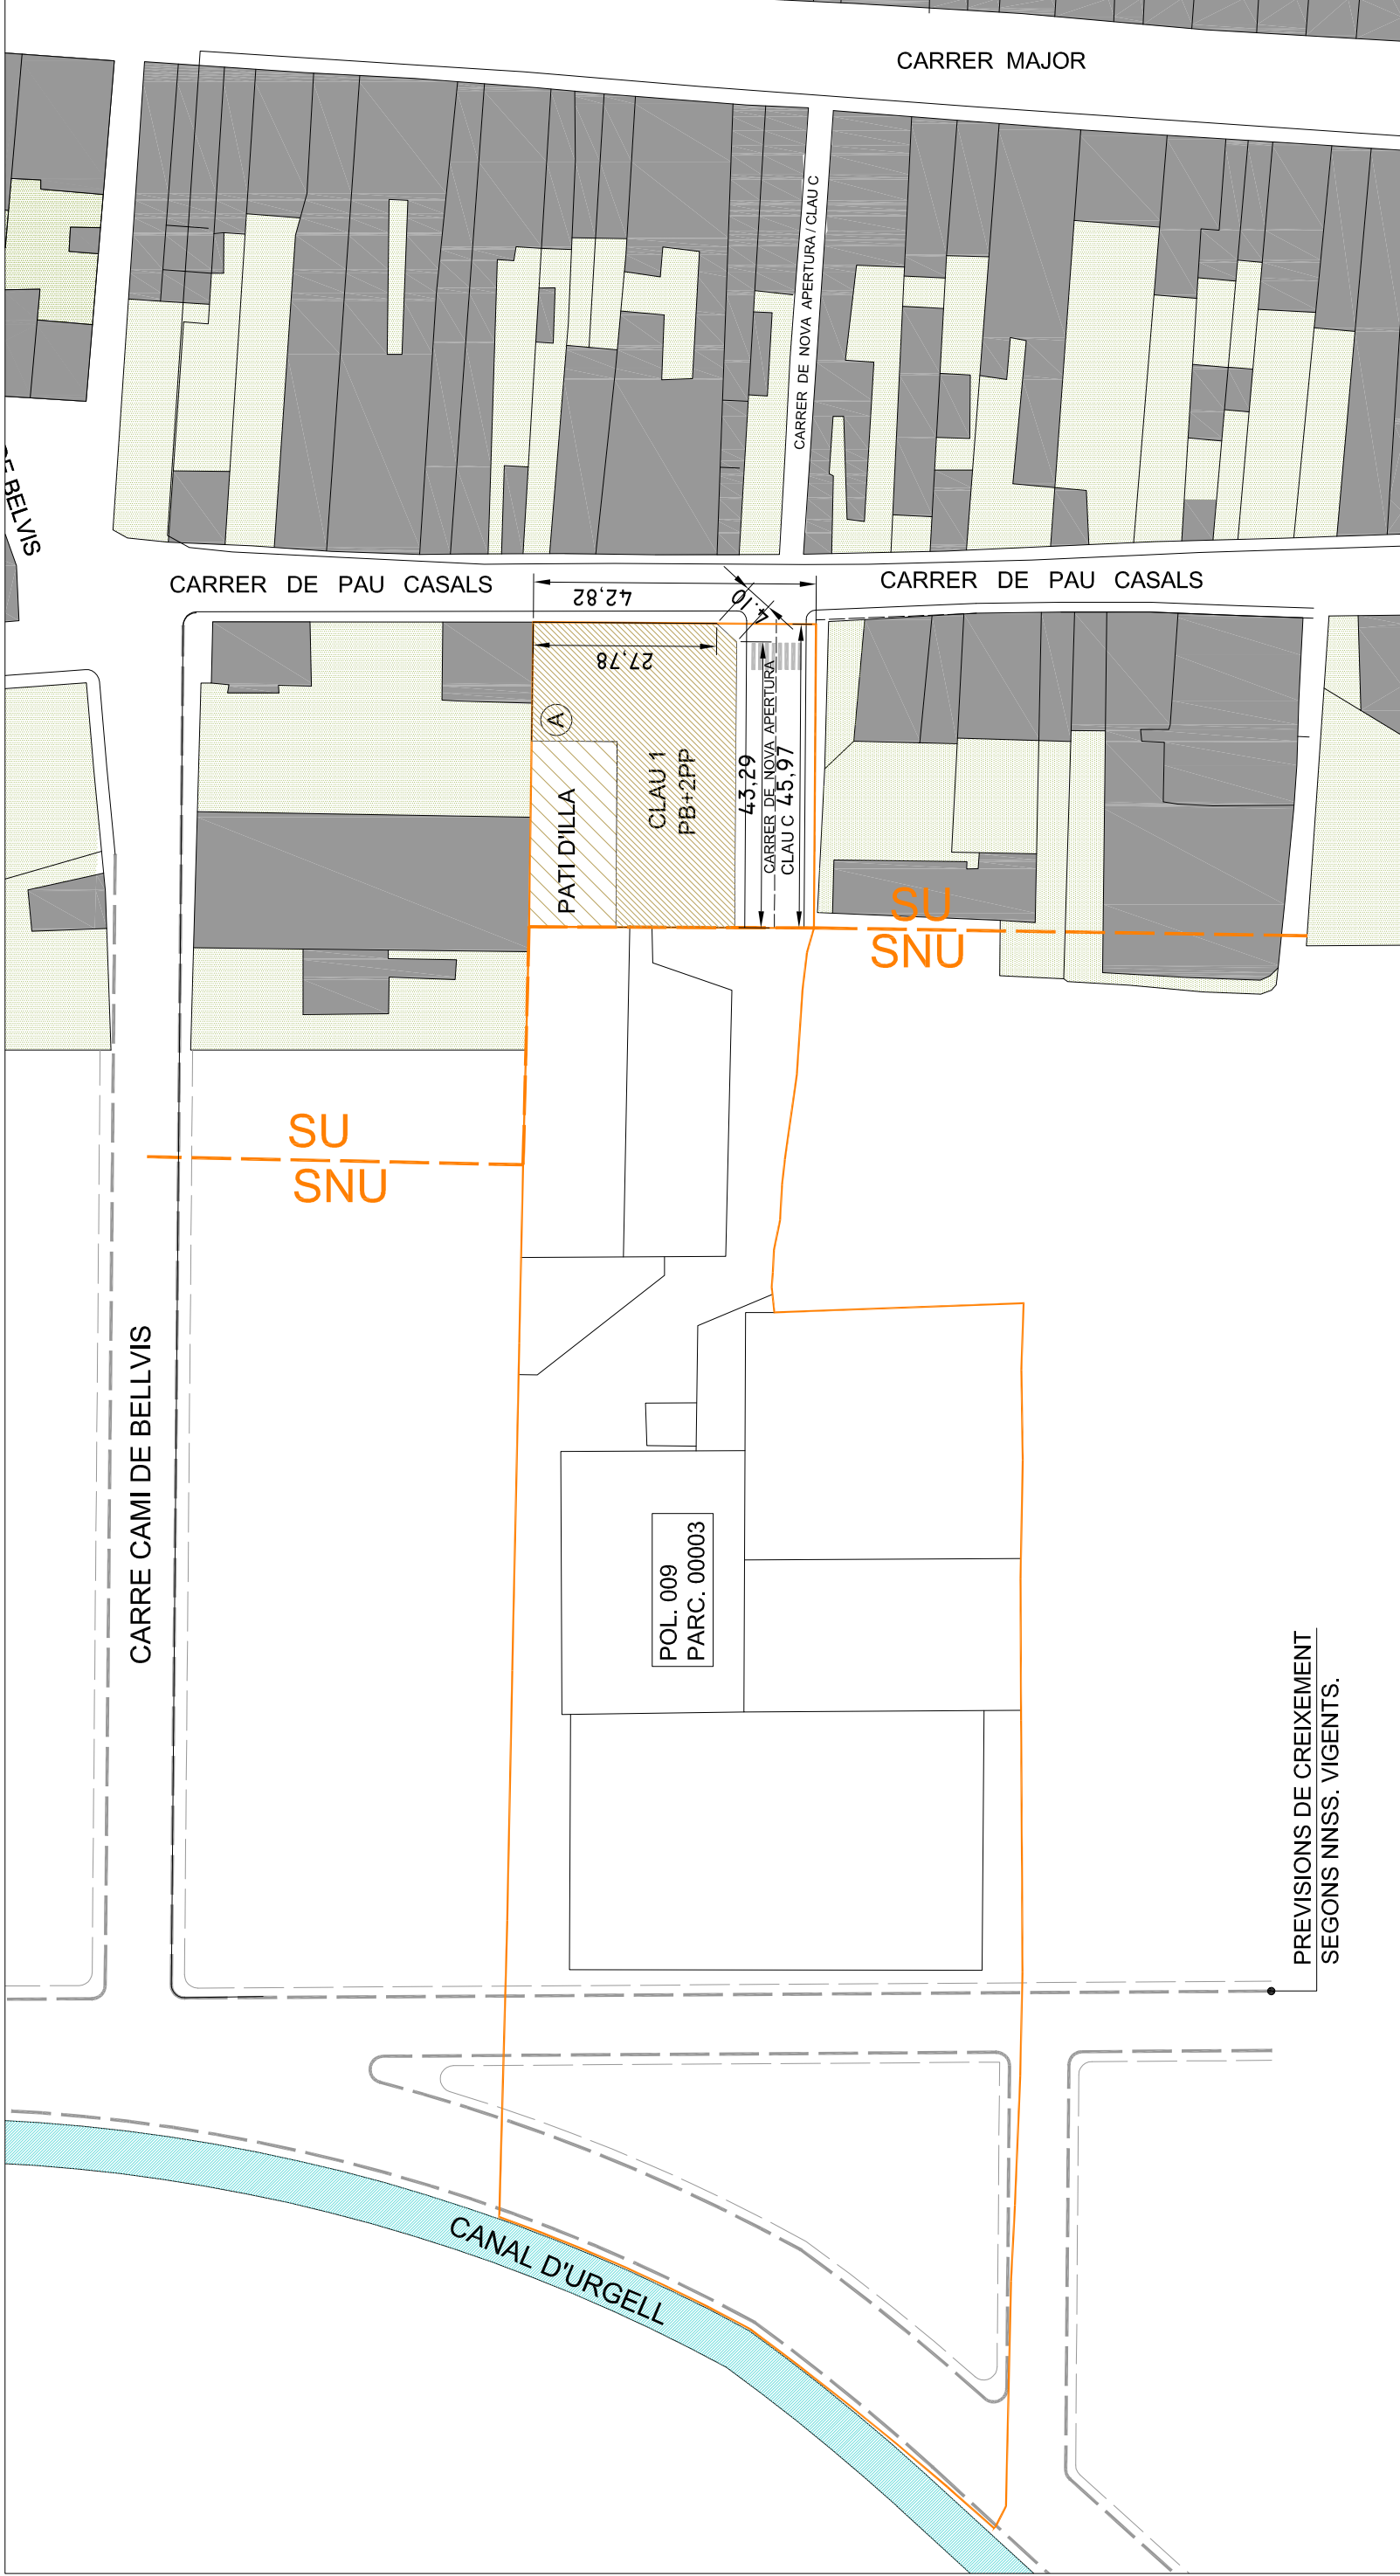 CARRER MAJOR
CARRER DE NOVA APERTURA / CLAU C
DE BELVIS
CARRER DE PAU CASALS
CARRER DE PAU CASALS
42,82
4.10
27,78
A
CLAU 1
PB+2PP
PATI D'ILLA
43,29
CARRER DE NOVA APERTURA
CLAU C 45,97
SU
SNU
SU
SNU
CARRE CAMI DE BELLVIS
POL. 009
PARC. 00003
PREVISIONS DE CREIXEMENT
SEGONS NNSS. VIGENTS.
CANAL D'URGELL